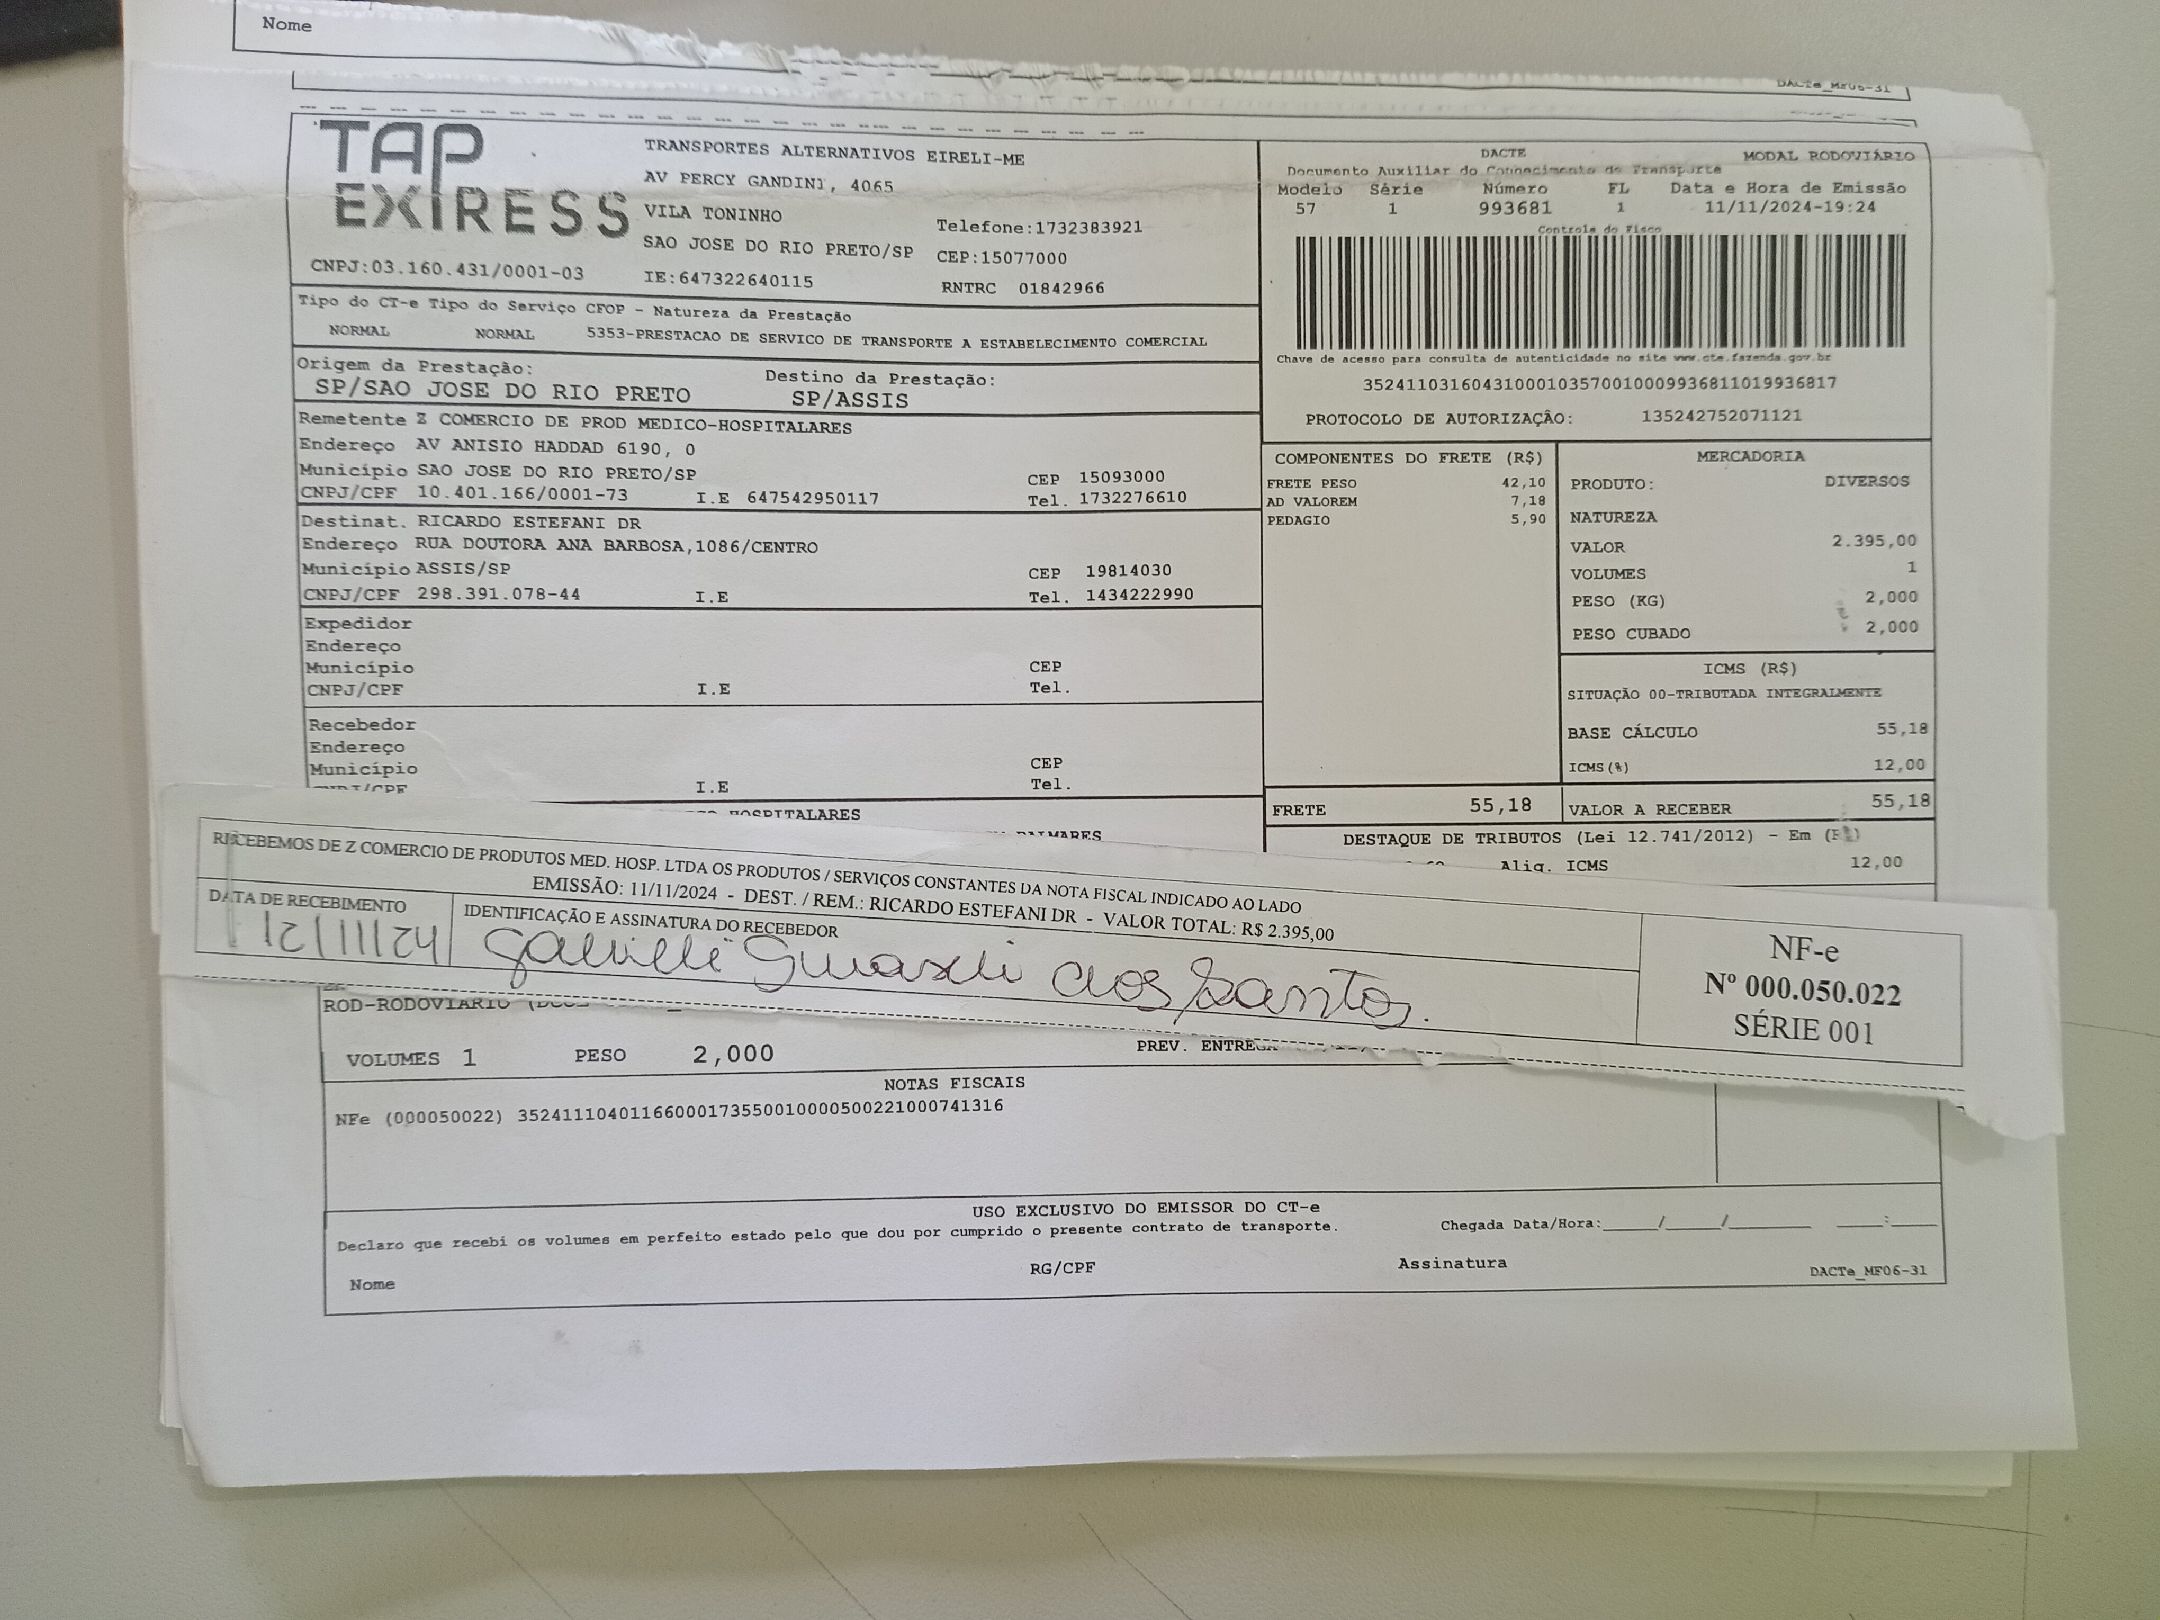 Nome
DACTe_MF06-31
TAP
EXPRESS
CNPJ:03.160.431/0001-03
TRANSPORTES ALTERNATIVOS EIRELI-ME
AV PERCY GANDINI, 4065
VILA TONINHO
SAO JOSE DO RIO PRETO/SP
IE:647322640115
Telefone:1732383921
CEP:15077000
RNTRC 01842966
DACTE MODAL RODOVIÁRIO
Documento Auxiliar do Conhecimento de Transporte
Modelo Série Número FL Data e Hora de Emissão
57 1 993681 1 11/11/2024-19:24
Controle do Fisco
Chave de acesso para consulta de autenticidade no site www.cte.fazenda.gov.br
35241103160431000103570010009936811019936817
PROTOCOLO DE AUTORIZAÇÃO: 135242752071121
Tipo do CT-e Tipo do Serviço CFOP - Natureza da Prestação
NORMAL NORMAL 5353-PRESTACAO DE SERVICO DE TRANSPORTE A ESTABELECIMENTO COMERCIAL
Origem da Prestação: Destino da Prestação:
SP/SAO JOSE DO RIO PRETO SP/ASSIS
Remetente Z COMERCIO DE PROD MEDICO-HOSPITALARES
Endereço AV ANISIO HADDAD 6190, 0
Município SAO JOSE DO RIO PRETO/SP CEP 15093000
CNPJ/CPF 10.401.166/0001-73 I.E 647542950117 Tel. 1732276610
Destinat. RICARDO ESTEFANI DR
Endereço RUA DOUTORA ANA BARBOSA,1086/CENTRO
Município ASSIS/SP CEP 19814030
CNPJ/CPF 298.391.078-44 I.E Tel. 1434222990
Expedidor
Endereço
Município CEP
CNPJ/CPF I.E Tel.
Recebedor
Endereço
Município CEP
CNPJ/CPF I.E Tel.
HOSPITALARES
PALMARES
COMPONENTES DO FRETE (R$)
FRETE PESO 42,10
AD VALOREM 7,18
PEDAGIO 5,90
MERCADORIA
PRODUTO: DIVERSOS
NATUREZA
VALOR 2.395,00
VOLUMES 1
PESO (KG) 2,000
PESO CUBADO 2,000
ICMS (R$)
SITUAÇÃO 00-TRIBUTADA INTEGRALMENTE
BASE CÁLCULO 55,18
ICMS(%) 12,00
FRETE 55,18 VALOR A RECEBER 55,18
DESTAQUE DE TRIBUTOS (Lei 12.741/2012) - Em (R$)
Aliq. ICMS 12,00
RECEBEMOS DE Z COMERCIO DE PRODUTOS MED. HOSP. LTDA OS PRODUTOS / SERVIÇOS CONSTANTES DA NOTA FISCAL INDICADO AO LADO
EMISSÃO: 11/11/2024 - DEST. / REM.: RICARDO ESTEFANI DR - VALOR TOTAL: R$ 2.395,00
DATA DE RECEBIMENTO
12/11/24
IDENTIFICAÇÃO E ASSINATURA DO RECEBEDOR
dos Santos.
NF-e
Nº 000.050.022
SÉRIE 001
ROD-RODOVIARIO
VOLUMES 1 PESO 2,000 PREV. ENTREGA
NOTAS FISCAIS
NFe (000050022) 35241110401166000173550010000500221000741316
USO EXCLUSIVO DO EMISSOR DO CT-e
Declaro que recebi os volumes em perfeito estado pelo que dou por cumprido o presente contrato de transporte. Chegada Data/Hora:_____/_____/_______ ____:____
Nome RG/CPF Assinatura
DACTe_MF06-31